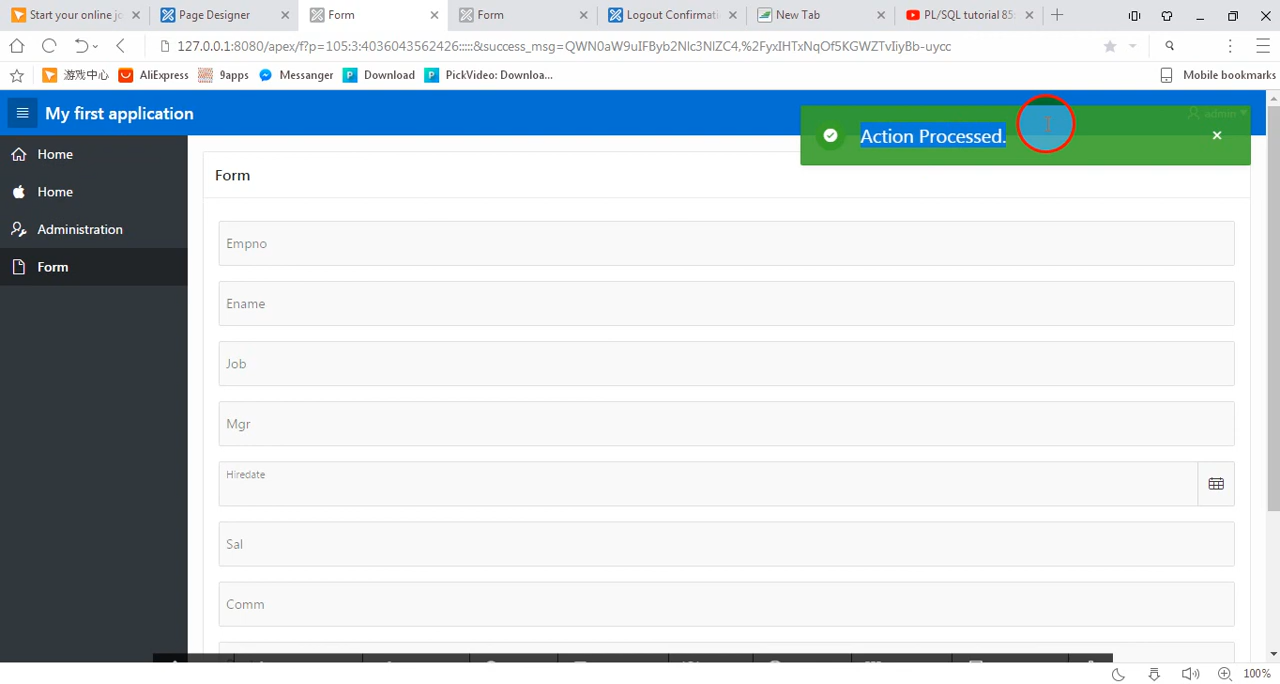 Start your online jo
Page Designer
Form
Form
Logout Confirmati
New Tab
PL/SQL tutorial 85:
127.0.0.1:8080/apex/f?p=105:3:4036043562426:::::&success_msg=QWN0aW9uIFByb2Nlc3NlZC4,%2FyxIHTxNqOf5KGWZTvIiyBb-uycc
游戏中心
AliExpress
9apps
Messanger
Download
PickVideo: Downloa...
Mobile bookmarks
My first application
admin
Action Processed.
Home
Home
Administration
Form
Form
Empno
Ename
Job
Mgr
Hiredate
Sal
Comm
100%